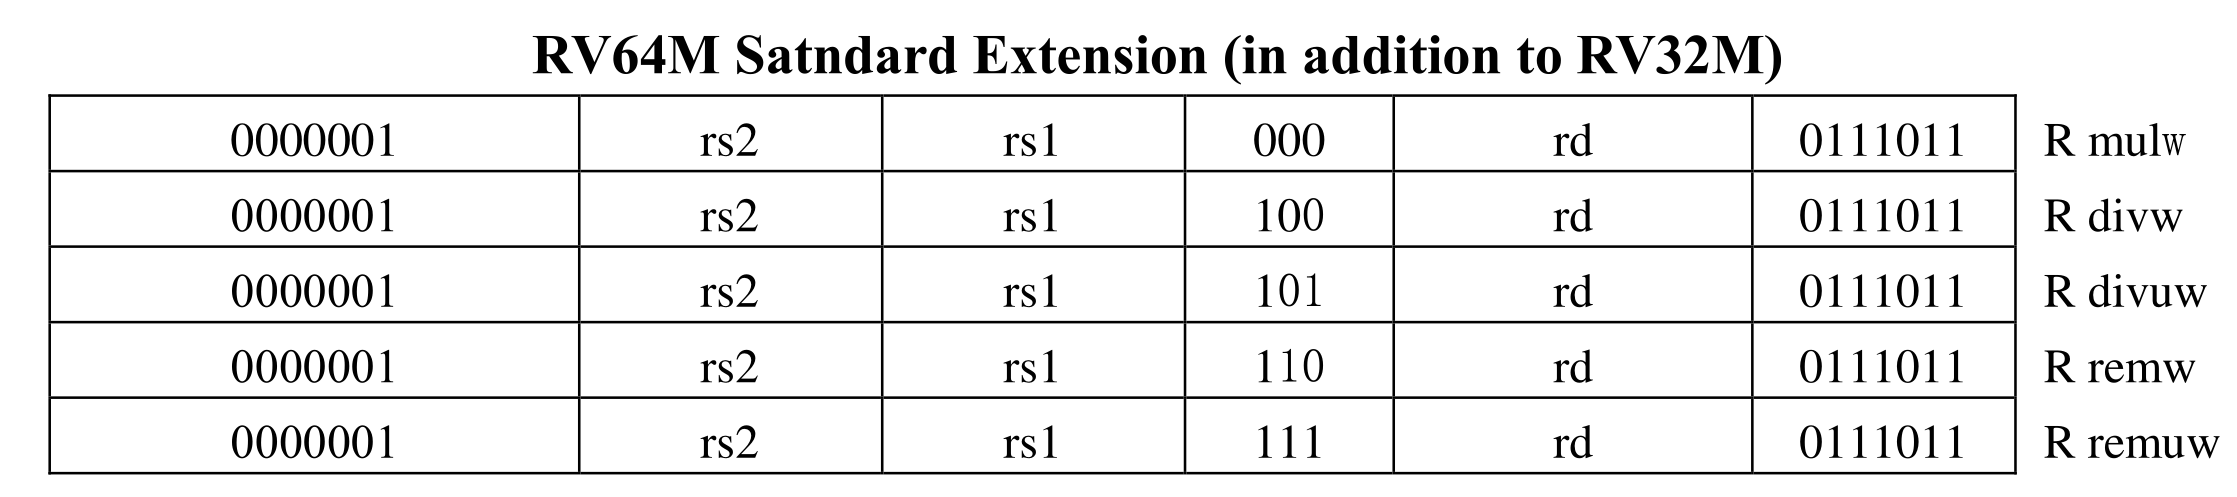 RV64M Satndard Extension (in addition to RV32M)
0000001 rs2 rs1 000 rd 0111011 R mulw
0000001 rs2 rs1 100 rd 0111011 R divw
0000001 rs2 rs1 101 rd 0111011 R divuw
0000001 rs2 rs1 110 rd 0111011 R remw
0000001 rs2 rs1 111 rd 0111011 R remuw